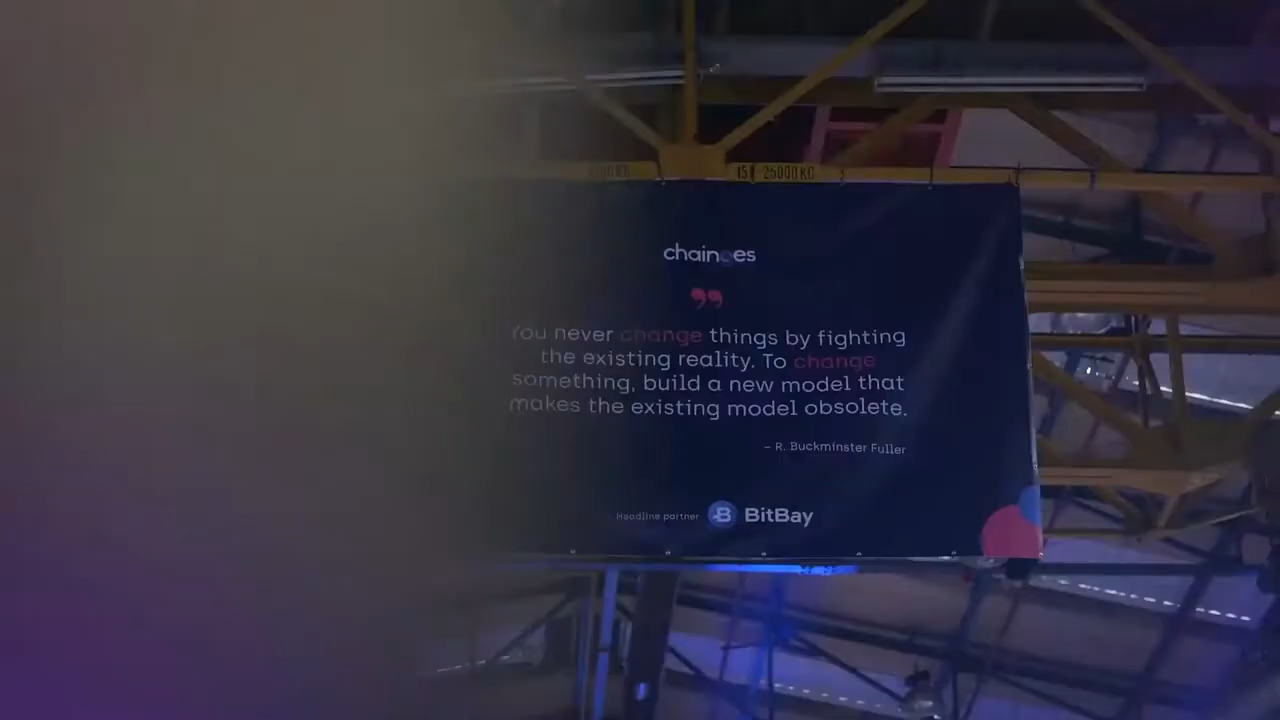 15 25000 KG
chainges
”
You never change things by fighting
the existing reality. To change
something, build a new model that
makes the existing model obsolete.
– R. Buckminster Fuller
Headline partner BitBay